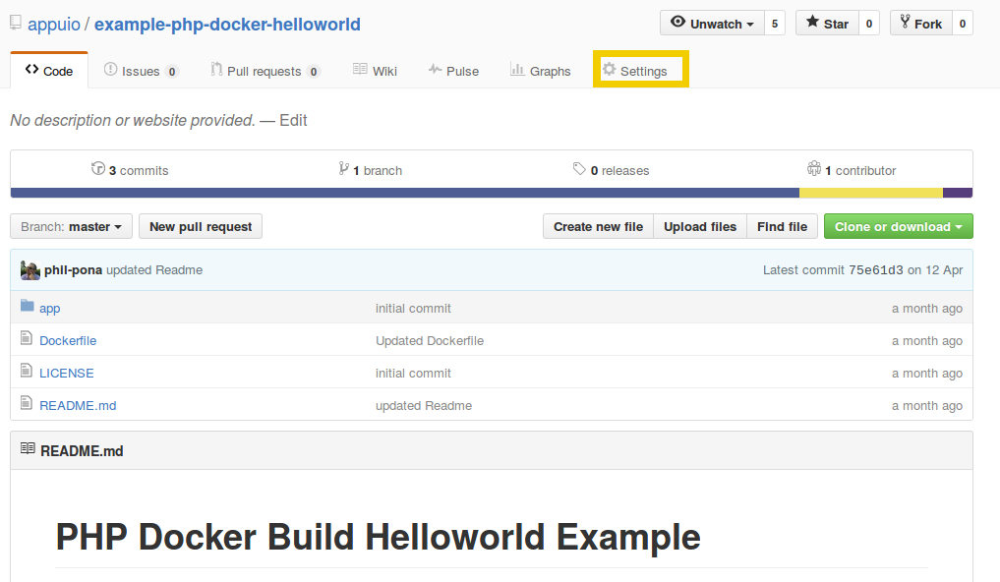 appuio / example-php-docker-helloworld Unwatch 5 Star 0 Fork 0
Code Issues 0 Pull requests 0 Wiki Pulse Graphs Settings
No description or website provided. — Edit
3 commits 1 branch 0 releases 1 contributor
Branch: master New pull request Create new file Upload files Find file Clone or download
phil-pona updated Readme Latest commit 75e61d3 on 12 Apr
app initial commit a month ago
Dockerfile Updated Dockerfile a month ago
LICENSE initial commit a month ago
README.md updated Readme a month ago
README.md
PHP Docker Build Helloworld Example